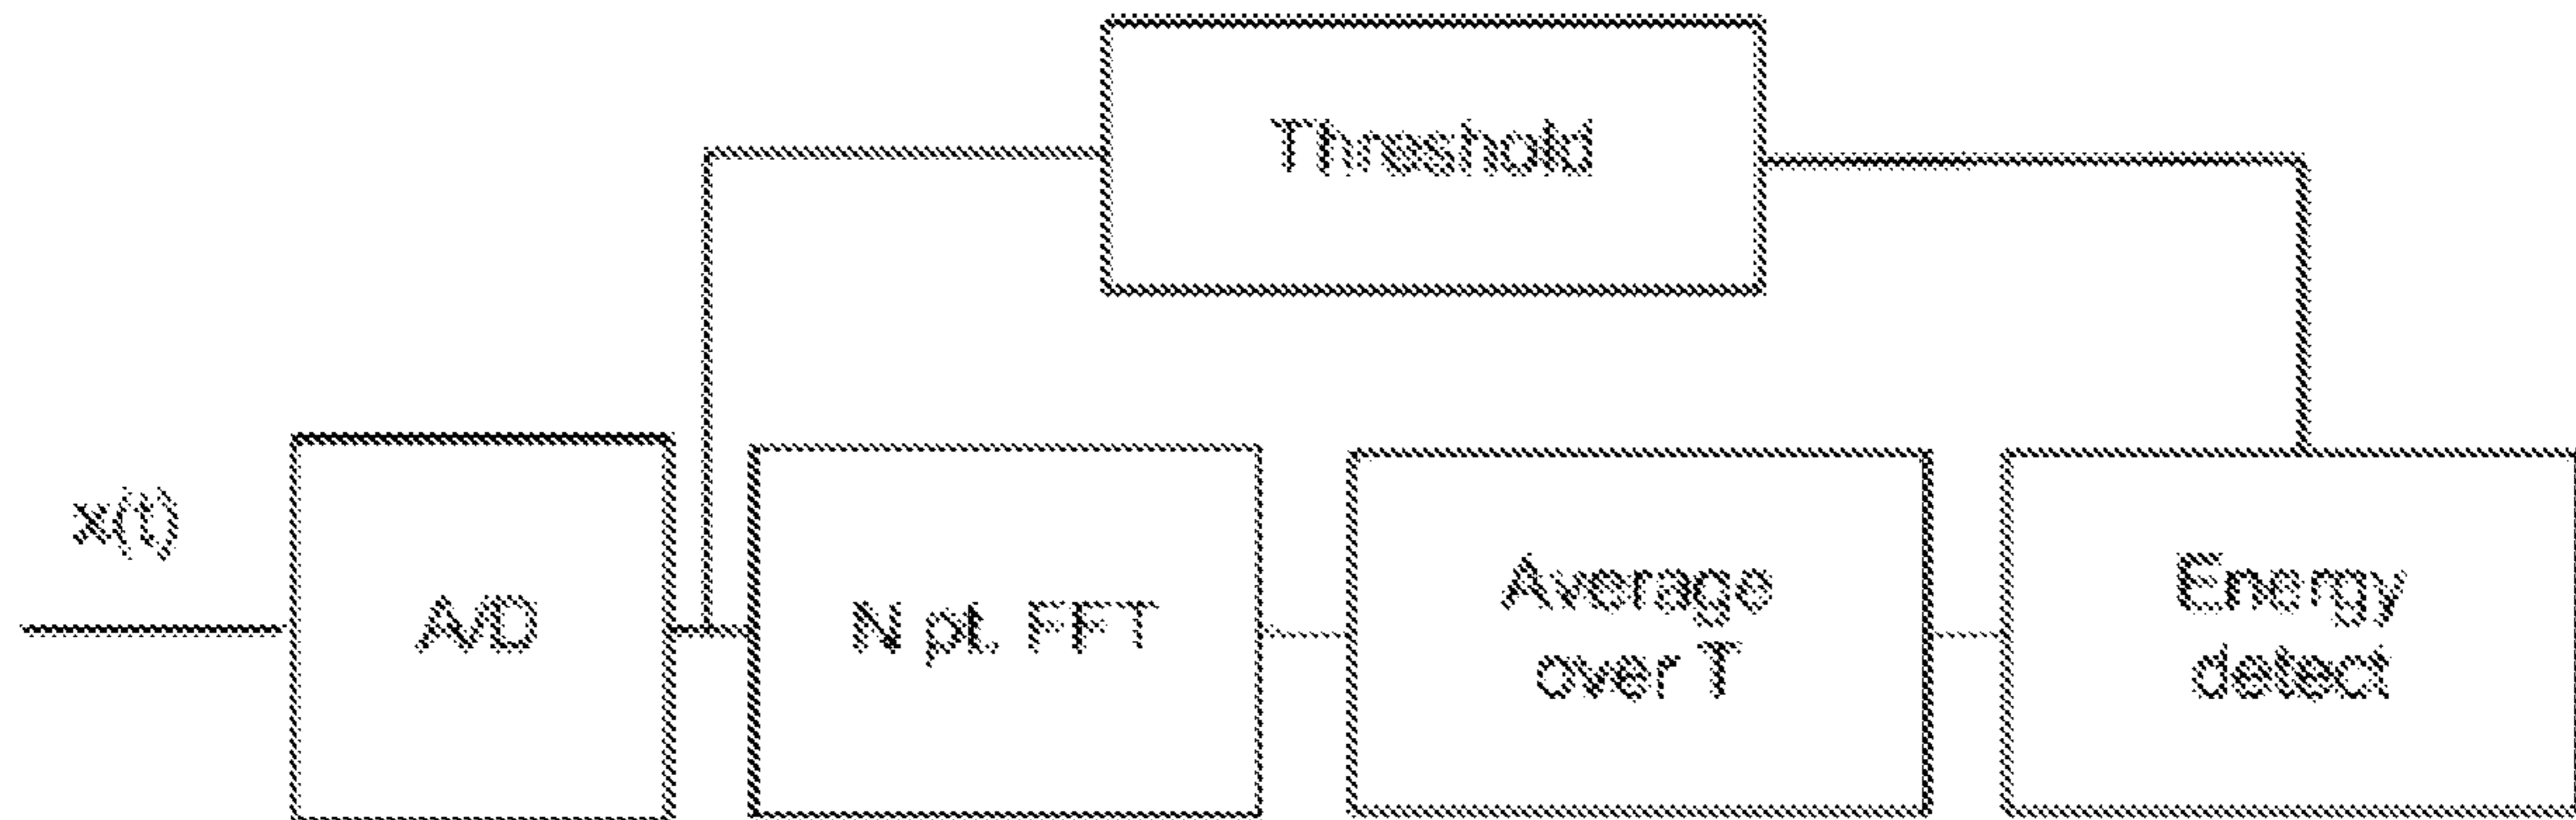 Threshold
x(t)
A/D
N pt. FFT
Average
over T
Energy
detect